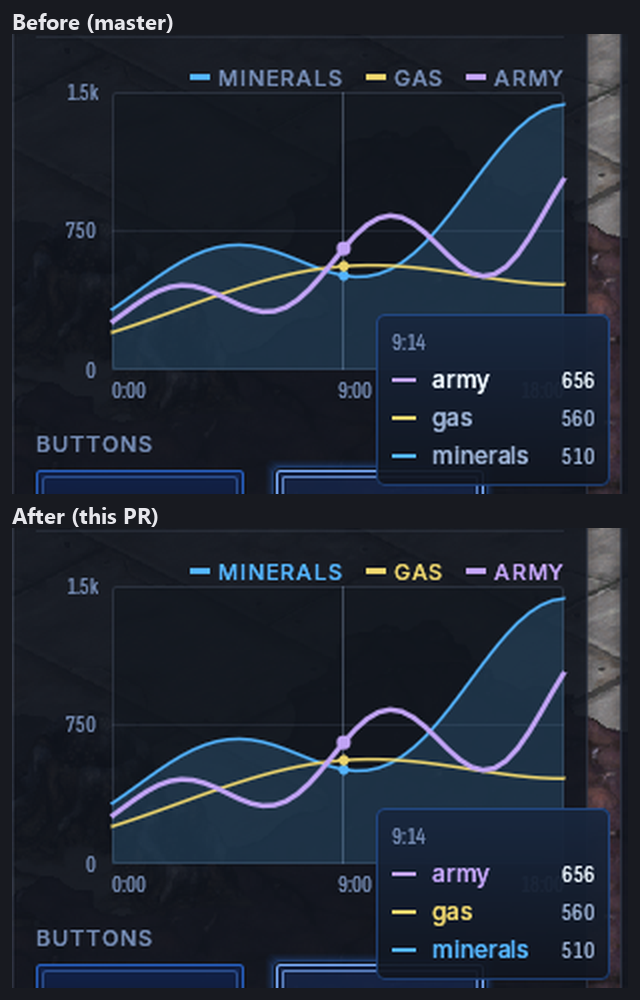 Before (master)
MINERALS GAS ARMY
1.5k
750
0
0:00 9:00 18:00
9:14
army 656
gas 560
minerals 510
BUTTONS
After (this PR)
MINERALS GAS ARMY
1.5k
750
0
0:00 9:00 18:00
9:14
army 656
gas 560
minerals 510
BUTTONS